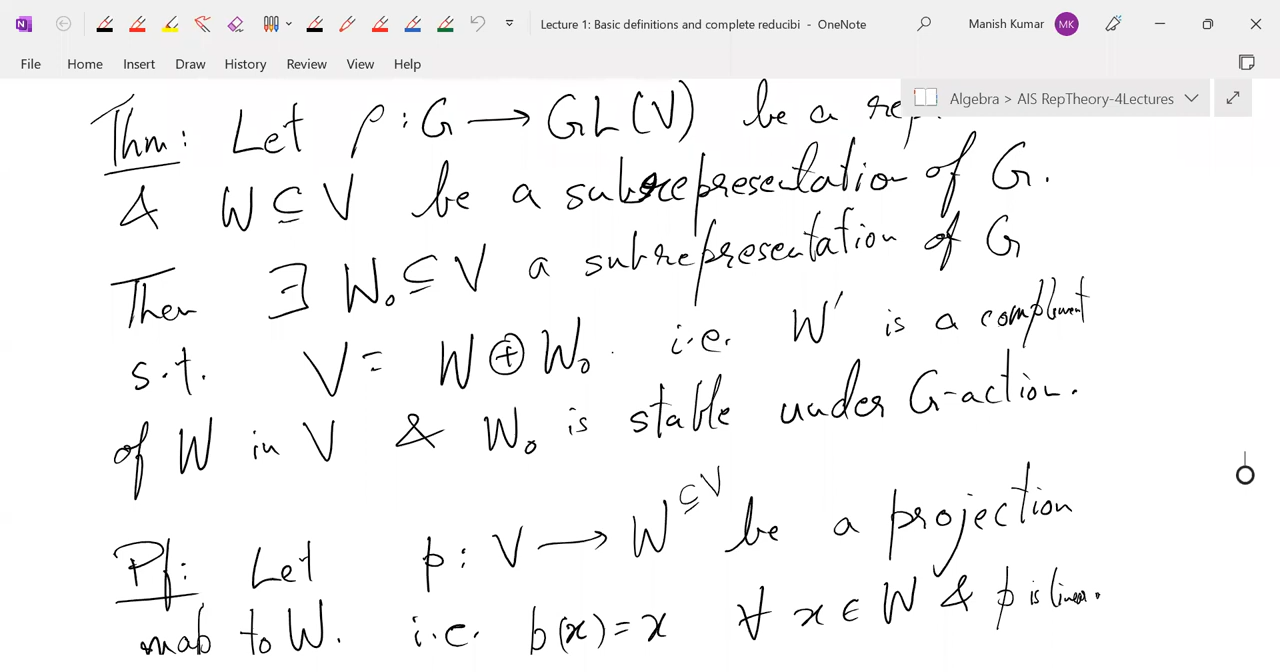 Lecture 1: Basic definitions and complete reducibi - OneNote
Manish Kumar
MK
File Home Insert Draw History Review View Help
Algebra > AIS RepTheory-4Lectures
Thm: Let ρ: G → GL(V) be a rep
& W ⊆ V be a subrepresentation of G.
Then ∃ W₀ ⊆ V a subrepresentation of G
s.t. V = W ⊕ W₀. i.e. W' is a complement
of W in V & W₀ is stable under G-action.
Pf: Let p: V → W ⊆ V be a projection
map to W. i.e. p(x) = x ∀ x ∈ W & p is linear.